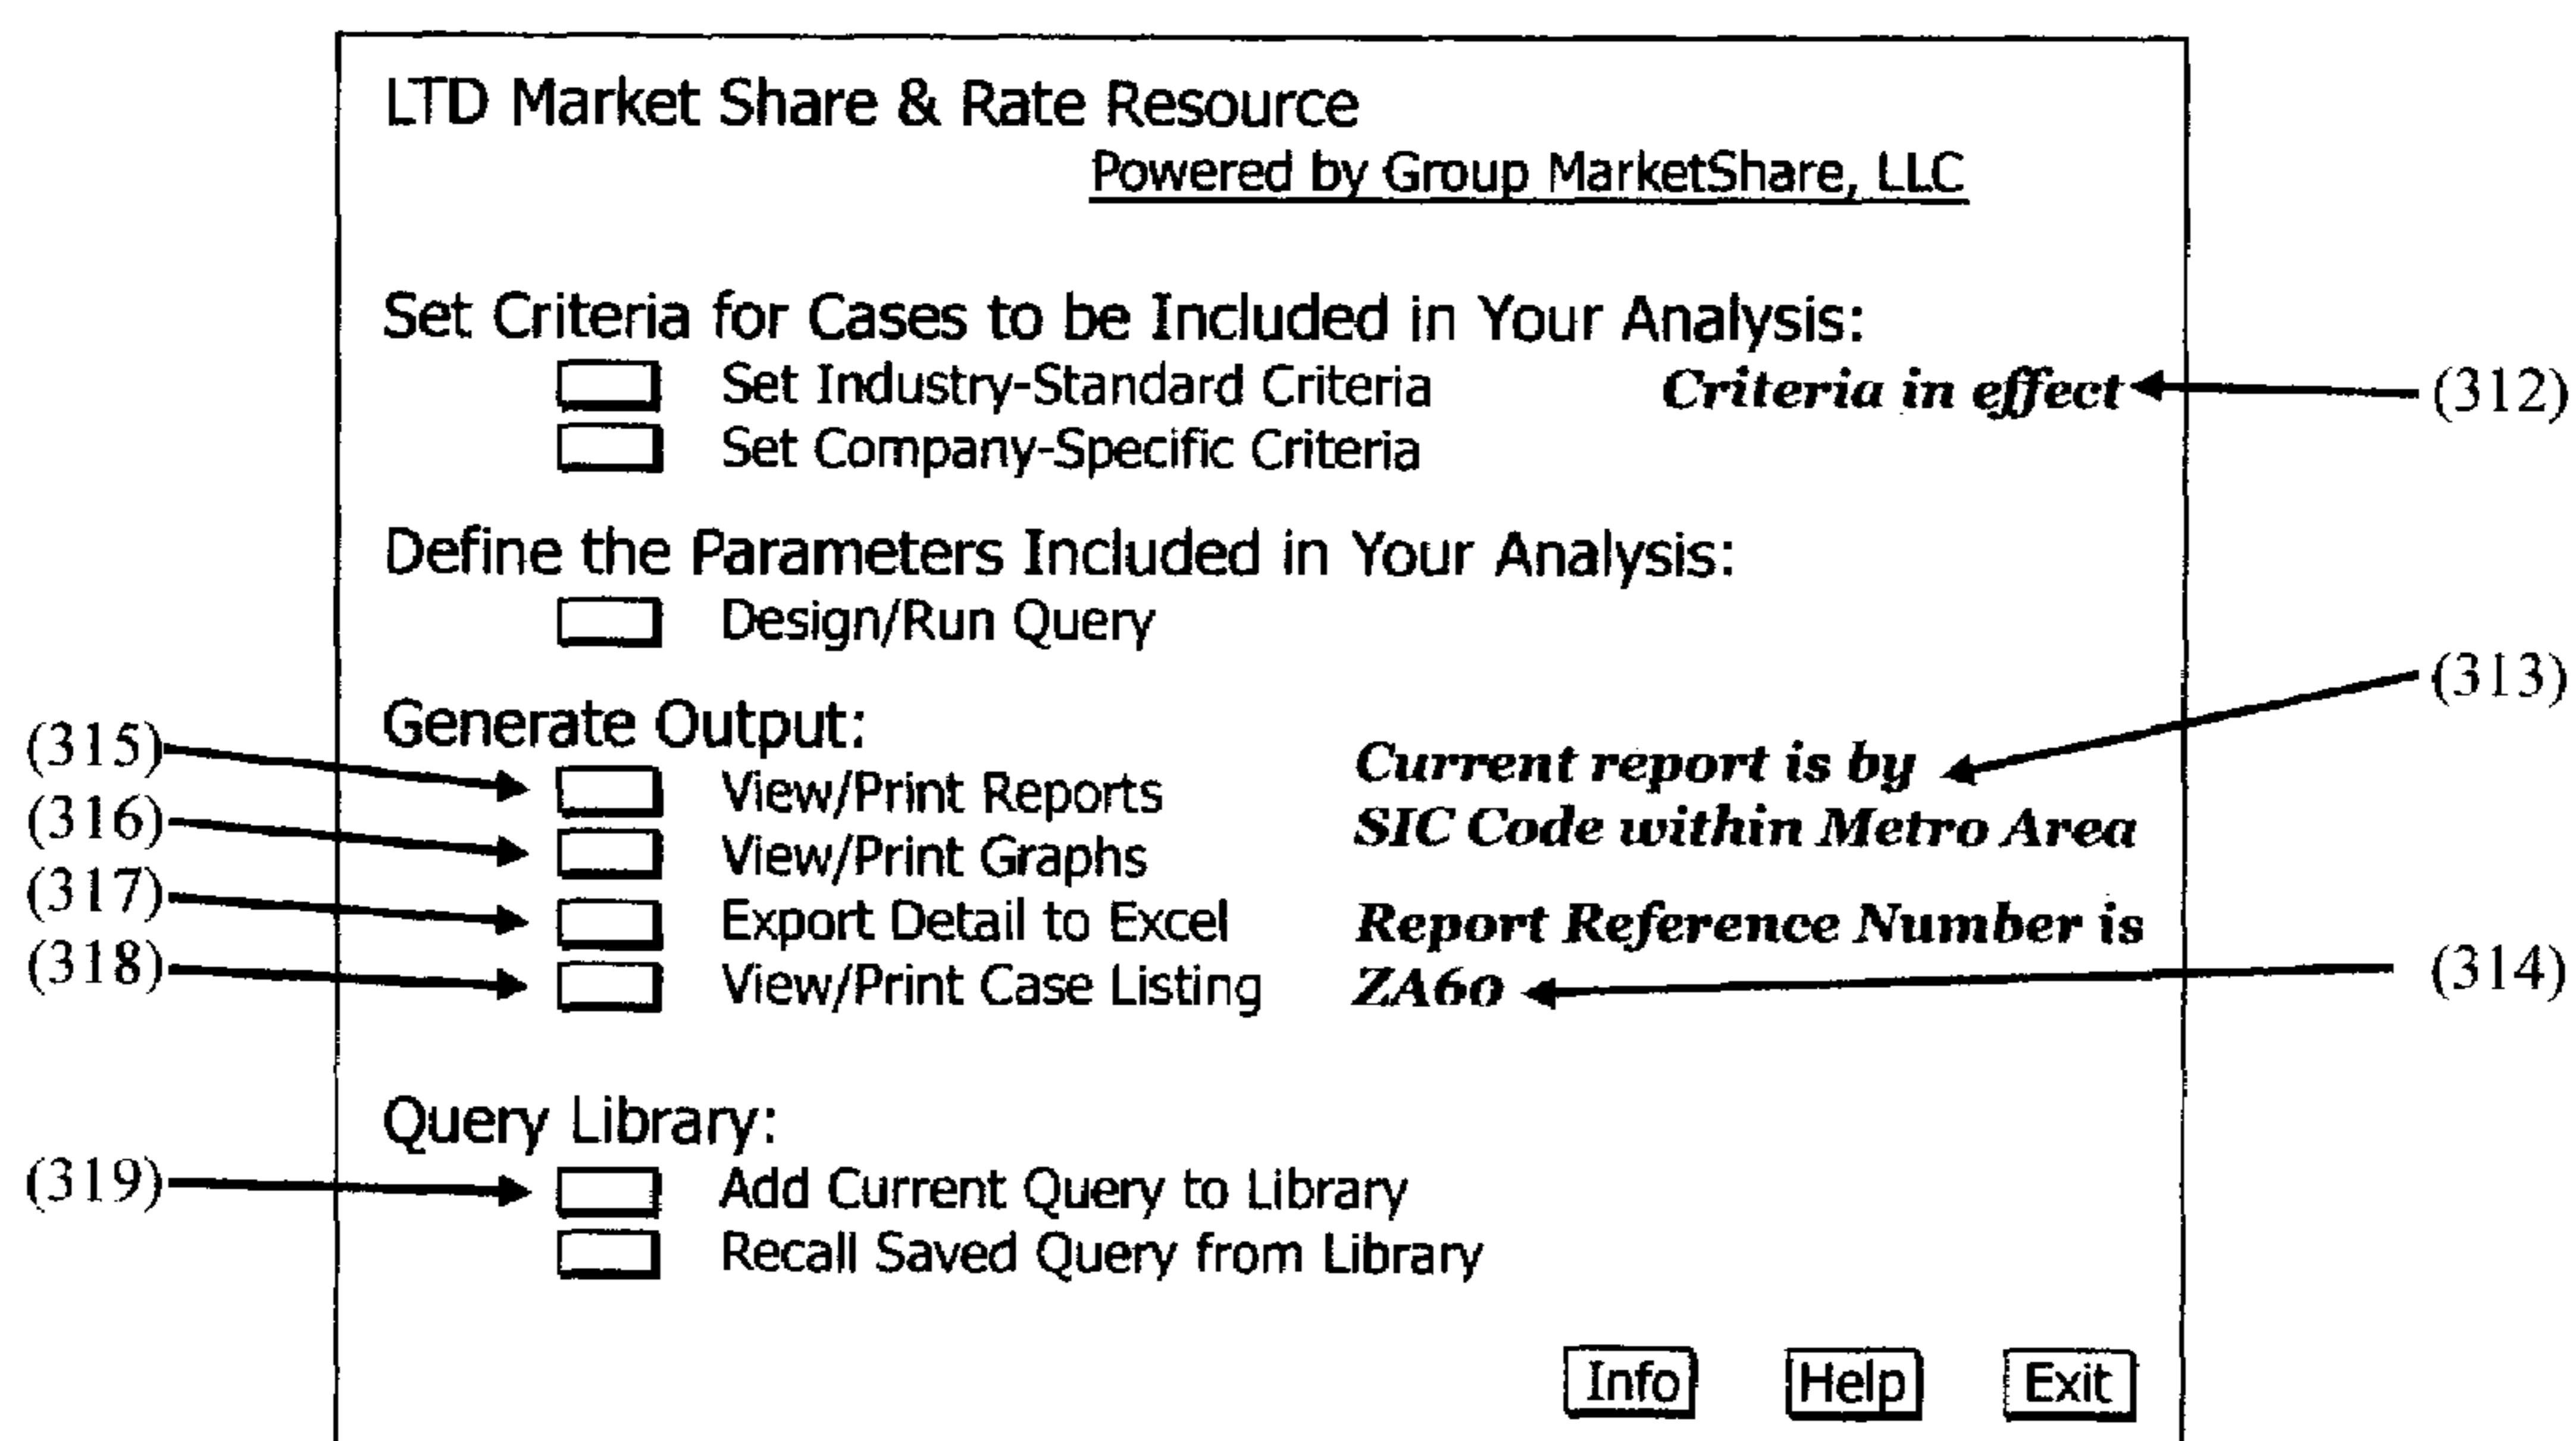 LTD Market Share & Rate Resource
Powered by Group MarketShare, LLC
Set Criteria for Cases to be Included in Your Analysis:
Set Industry-Standard Criteria Criteria in effect (312)
Set Company-Specific Criteria
Define the Parameters Included in Your Analysis:
Design/Run Query
(313)
Generate Output:
(315) View/Print Reports Current report is by
(316) View/Print Graphs SIC Code within Metro Area
(317) Export Detail to Excel Report Reference Number is
(318) View/Print Case Listing ZA60 (314)
Query Library:
(319) Add Current Query to Library
Recall Saved Query from Library
Info Help Exit